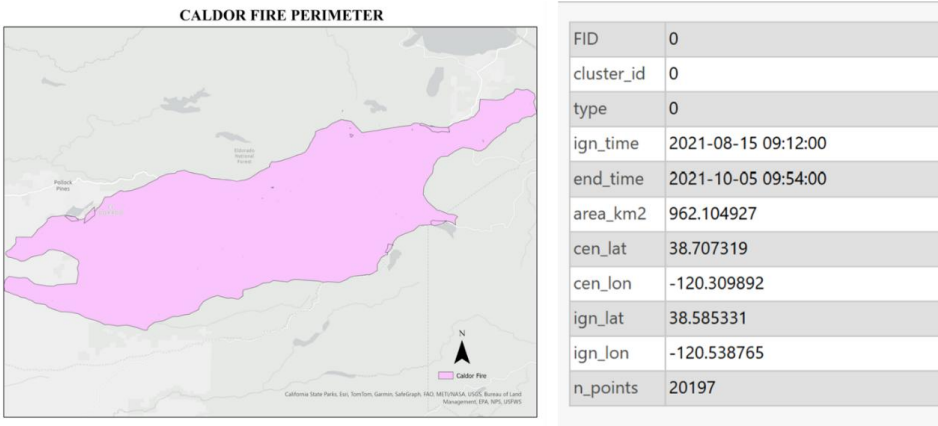 CALDOR FIRE PERIMETER
Eldorado
National
Forest
Pollock
Pines
N
Caldor Fire
California State Parks, Esri, TomTom, Garmin, SafeGraph, FAO, METI/NASA, USGS, Bureau of Land
Management, EPA, NPS, USFWS
FID 0
cluster_id 0
type 0
ign_time 2021-08-15 09:12:00
end_time 2021-10-05 09:54:00
area_km2 962.104927
cen_lat 38.707319
cen_lon -120.309892
ign_lat 38.585331
ign_lon -120.538765
n_points 20197